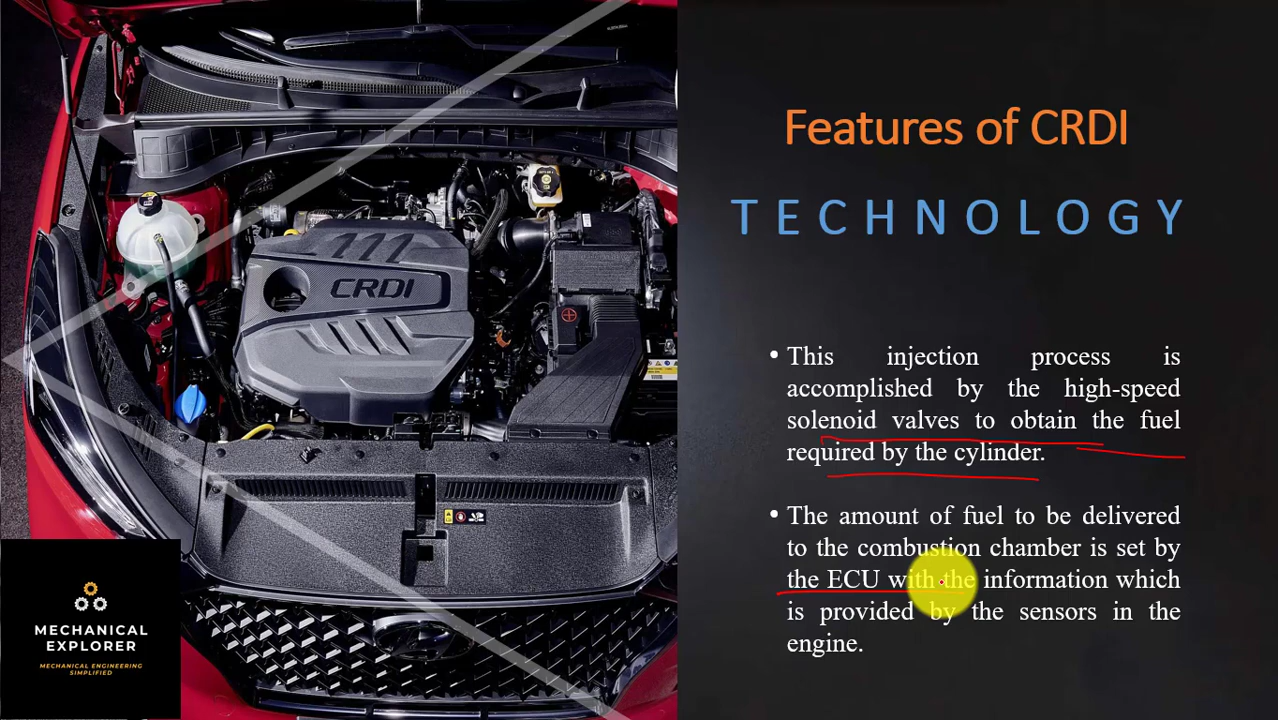 CRDI
MECHANICAL
EXPLORER
MECHANICAL ENGINEERING
SIMPLIFIED
Features of CRDI
TECHNOLOGY
• This injection process is
accomplished by the high-speed
solenoid valves to obtain the fuel
required by the cylinder.
• The amount of fuel to be delivered
to the combustion chamber is set by
the ECU with the information which
is provided by the sensors in the
engine.